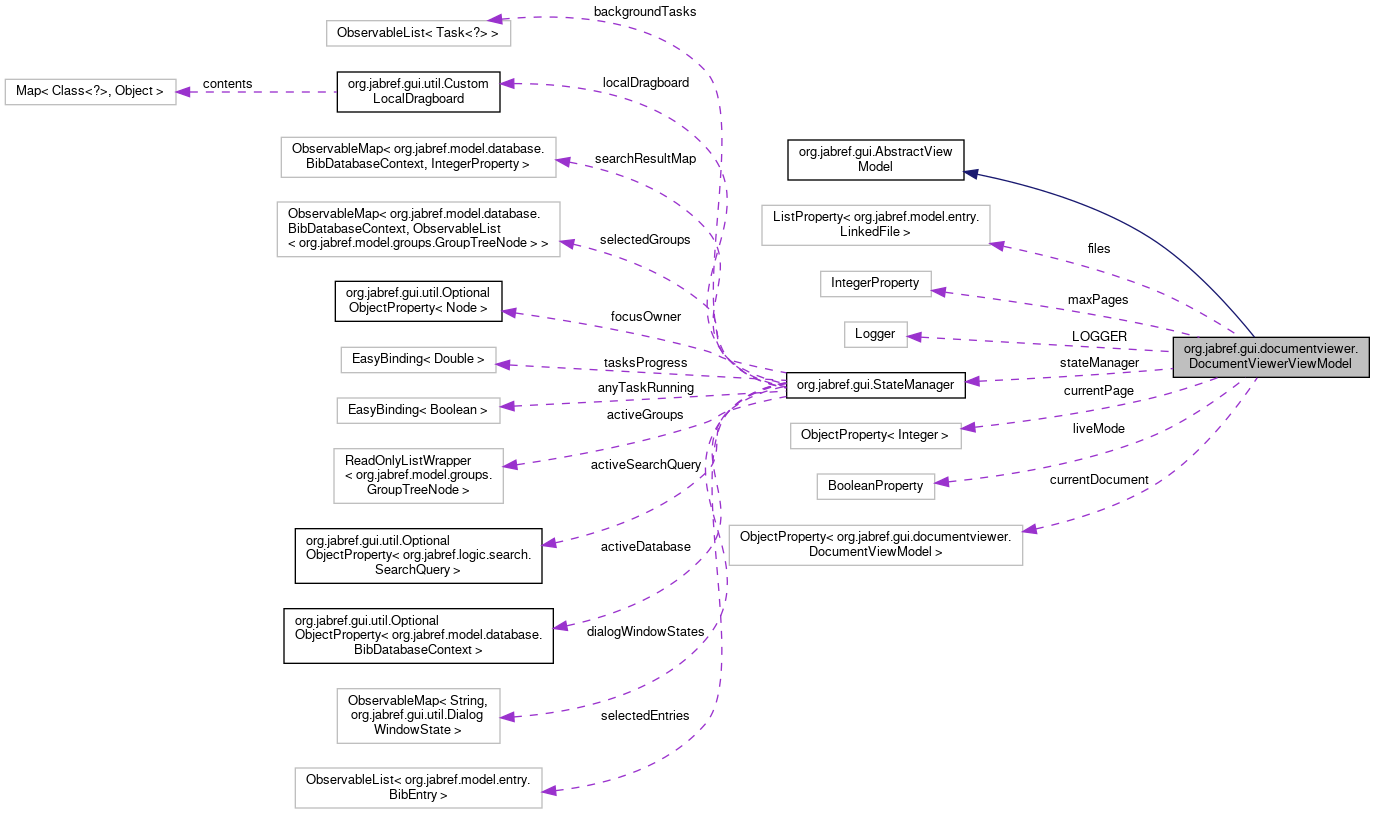 backgroundTasks
ObservableList< Task<?> >
contents
Map< Class<?>, Object >
org.jabref.gui.util.Custom
LocalDragboard
localDragboard
ObservableMap< org.jabref.model.database.
BibDatabaseContext, IntegerProperty >
searchResultMap
ObservableMap< org.jabref.model.database.
BibDatabaseContext, ObservableList
< org.jabref.model.groups.GroupTreeNode > >
selectedGroups
org.jabref.gui.util.Optional
ObjectProperty< Node >
focusOwner
EasyBinding< Double >
tasksProgress
EasyBinding< Boolean >
anyTaskRunning
ReadOnlyListWrapper
< org.jabref.model.groups.
GroupTreeNode >
activeGroups
org.jabref.gui.util.Optional
ObjectProperty< org.jabref.logic.search.
SearchQuery >
activeSearchQuery
org.jabref.gui.util.Optional
ObjectProperty< org.jabref.model.database.
BibDatabaseContext >
activeDatabase
ObservableMap< String,
org.jabref.gui.util.Dialog
WindowState >
dialogWindowStates
ObservableList< org.jabref.model.entry.
BibEntry >
selectedEntries
org.jabref.gui.StateManager
org.jabref.gui.AbstractView
Model
ListProperty< org.jabref.model.entry.
LinkedFile >
files
IntegerProperty
maxPages
Logger
LOGGER
stateManager
ObjectProperty< Integer >
currentPage
BooleanProperty
liveMode
ObjectProperty< org.jabref.gui.documentviewer.
DocumentViewModel >
currentDocument
org.jabref.gui.documentviewer.
DocumentViewerViewModel